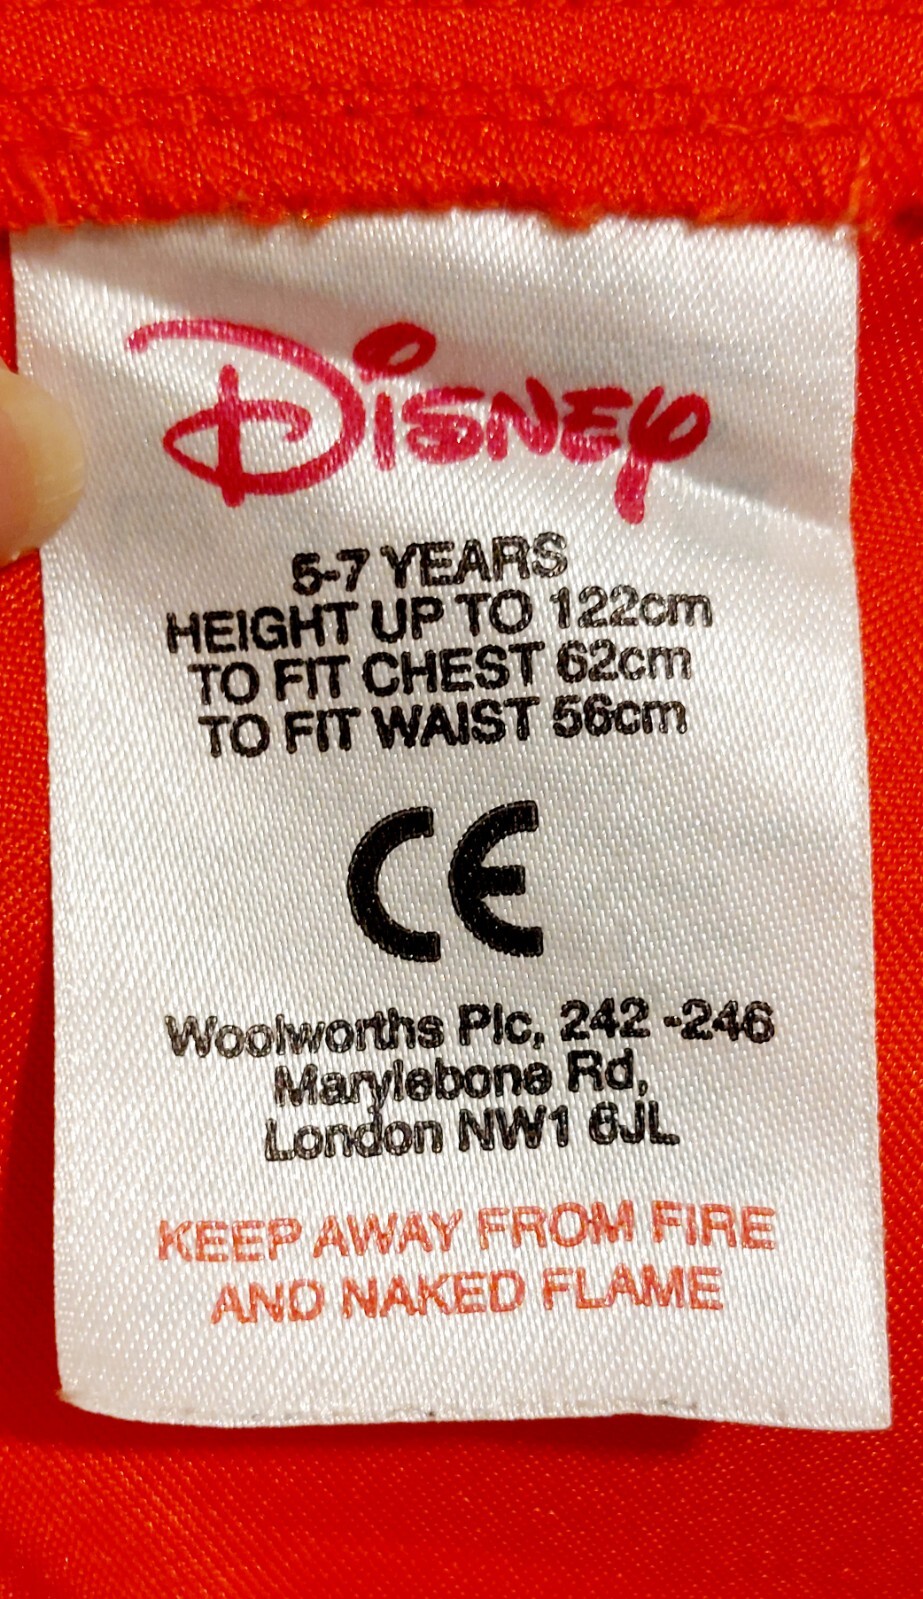 Disney
5-7 YEARS
HEIGHT UP TO 122cm
TO FIT CHEST 62cm
TO FIT WAIST 56cm
CE
Woolworths Plc, 242 -246
Marylebone Rd,
London NW1 6JL
KEEP AWAY FROM FIRE
AND NAKED FLAME